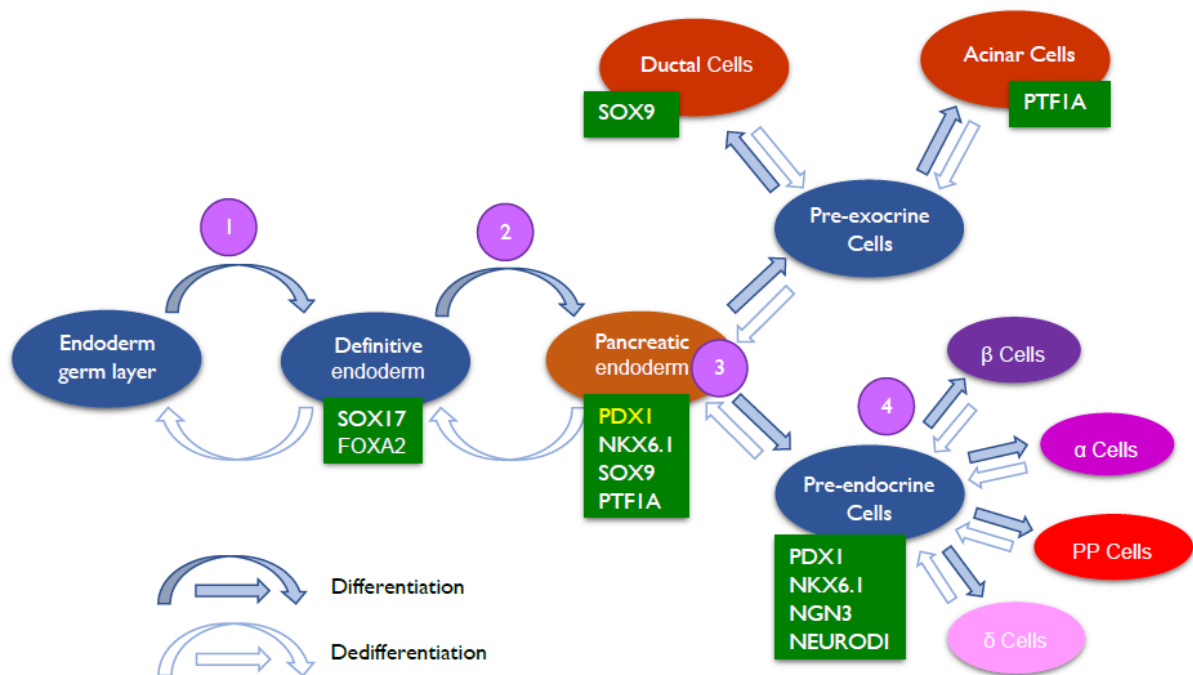 Ductal Cells
SOX9
Acinar Cells
PTF1A
Pre-exocrine
Cells
1
2
Endoderm
germ layer
Definitive
endoderm
SOX17
FOXA2
Pancreatic
endoderm
3
PDX1
NKX6.1
SOX9
PTF1A
4
β Cells
α Cells
PP Cells
δ Cells
Pre-endocrine
Cells
PDX1
NKX6.1
NGN3
NEUROD1
Differentiation
Dedifferentiation